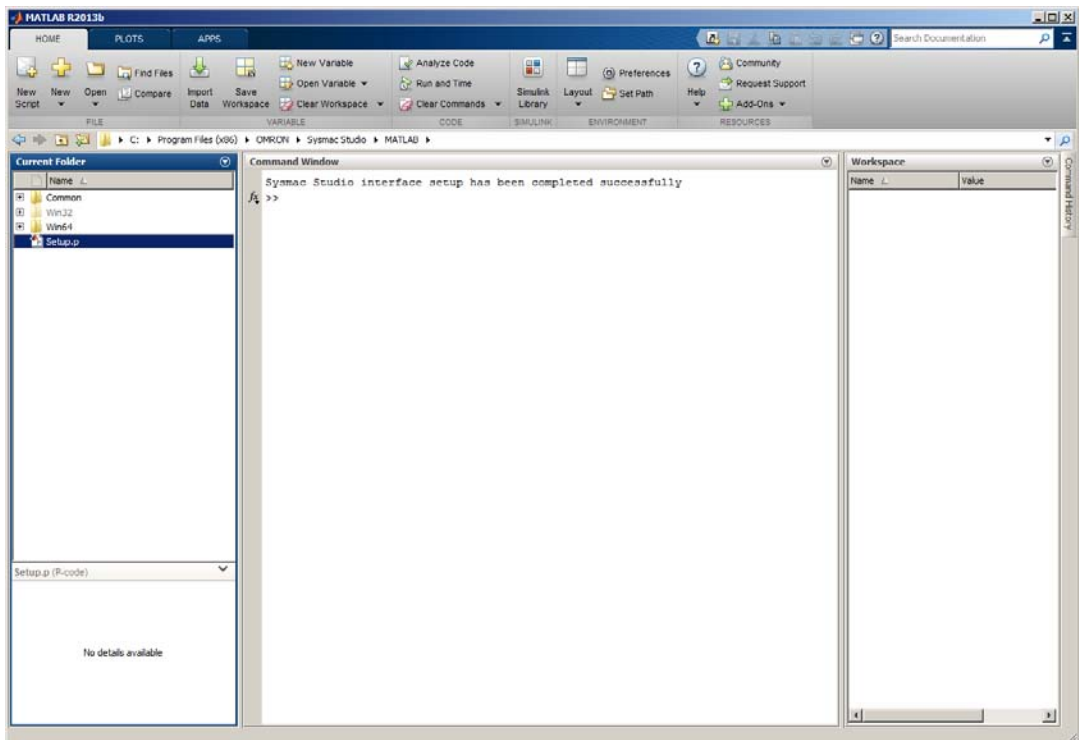 MATLAB R2013b
HOME PLOTS APPS
Search Documentation
New Script
New
Open
Find Files
Compare
Import Data
Save Workspace
New Variable
Open Variable
Clear Workspace
Analyze Code
Run and Time
Clear Commands
Simulink Library
Layout
Preferences
Set Path
Help
Community
Request Support
Add-Ons
FILE VARIABLE CODE SIMULINK ENVIRONMENT RESOURCES
C: Program Files (x86) OMRON Sysmac Studio MATLAB
Current Folder
Name
Common
Win32
Win64
Setup.p
Setup.p (P-code)
No details available
Command Window
Sysmac Studio interface setup has been completed successfully
fx >>
Workspace
Name Value
Command History